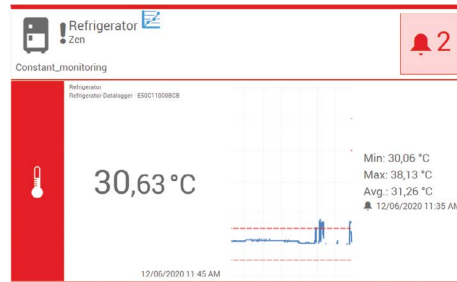 Refrigerator
Zen
2
Constant_monitoring
Refrigerator
Refrigerator Datalogger - E50C11000BCB
30,63 °C
Min: 30,06 °C
Max: 38,13 °C
Avg.: 31,26 °C
12/06/2020 11:35 AM
12/06/2020 11:45 AM